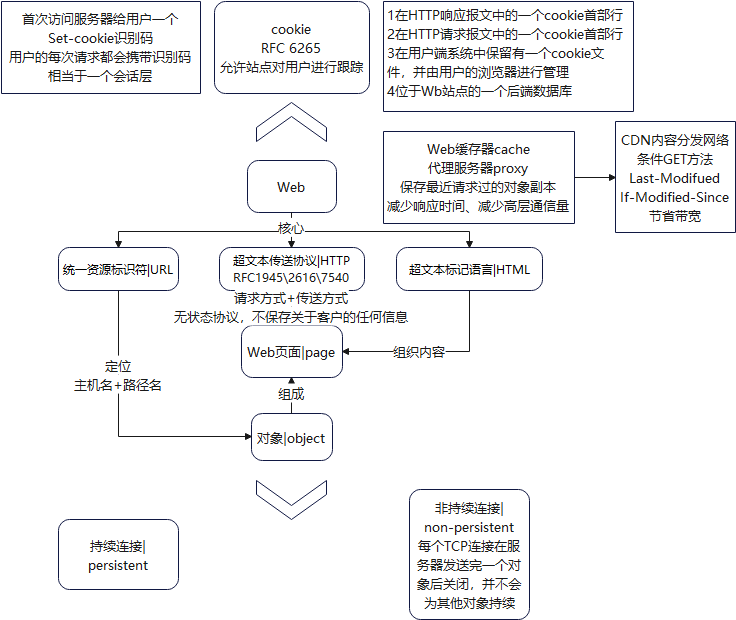 首次访问服务器给用户一个
Set-cookie识别码
用户的每次请求都会携带识别码
相当于一个会话层
cookie
RFC 6265
允许站点对用户进行跟踪
1在HTTP响应报文中的一个cookie首部行
2在HTTP请求报文中的一个cookie首部行
3在用户端系统中保留有一个cookie文
件，并由用户的浏览器进行管理
4位于Wb站点的一个后端数据库
Web缓存器cache
代理服务器proxy
保存最近请求过的对象副本
减少响应时间、减少高层通信量
CDN内容分发网络
条件GET方法
Last-Modifued
If-Modified-Since
节省带宽
Web
核心
统一资源标识符|URL
超文本传送协议|HTTP
RFC1945\2616\7540
超文本标记语言|HTML
请求方式+传送方式
无状态协议，不保存关于客户的任何信息
Web页面|page
组织内容
定位
主机名+路径名
组成
对象|object
持续连接|
persistent
非持续连接|
non-persistent
每个TCP连接在服
务器发送完一个对
象后关闭，并不会
为其他对象持续